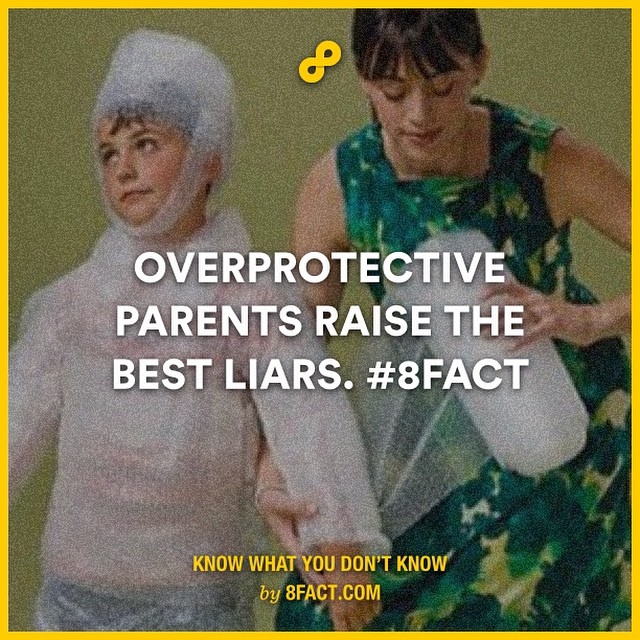 OVERPROTECTIVE
PARENTS RAISE THE
BEST LIARS. #8FACT
KNOW WHAT YOU DON'T KNOW
by 8FACT.COM